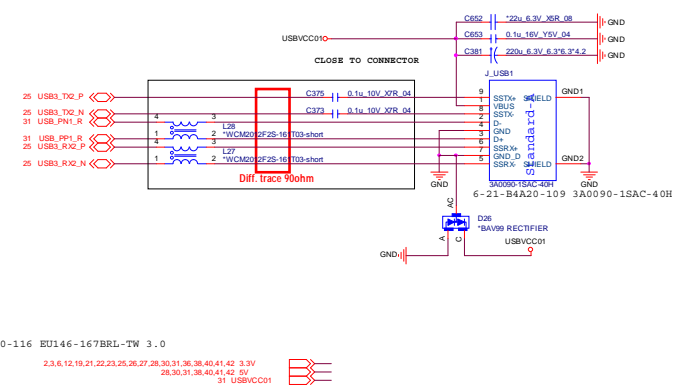 C652 *22u_6.3V_X5R_08 GND
C653 0.1u_16V_Y5V_04 GND
USBVCC01
C381 220u_6.3V_6.3*6.3*4.2 GND
CLOSE TO CONNECTOR
J_USB1
25 USB3_TX2_P C375 0.1u_10V_X7R_04 9 SSTX+ SHIELD GND1
1 VBUS
25 USB3_TX2_N C373 0.1u_10V_X7R_04 8 SSTX-
31 USB_PN1_R 4 3 2 D-
L28 4 GND
31 USB_PP1_R 1 2 *WCM2012F2S-161T03-short 3 D+
25 USB3_RX2_P 4 3 6 SSRX+
L27 7 GND_D
25 USB3_RX2_N 1 2 *WCM2012F2S-161T03-short 5 SSRX- SHIELD GND2
Standard-A
Diff. trace 90ohm
GND 3A0090-1SAC-40H GND
6-21-B4A20-109 3A0090-1SAC-40H
AC
D26
*BAV99 RECTIFIER
A C USBVCC01
GND
0-116 EU146-167BRL-TW 3.0
2,3,6,12,19,21,22,23,25,26,27,28,30,31,36,38,40,41,42 3.3V
28,30,31,38,40,41,42 5V
31 USBVCC01